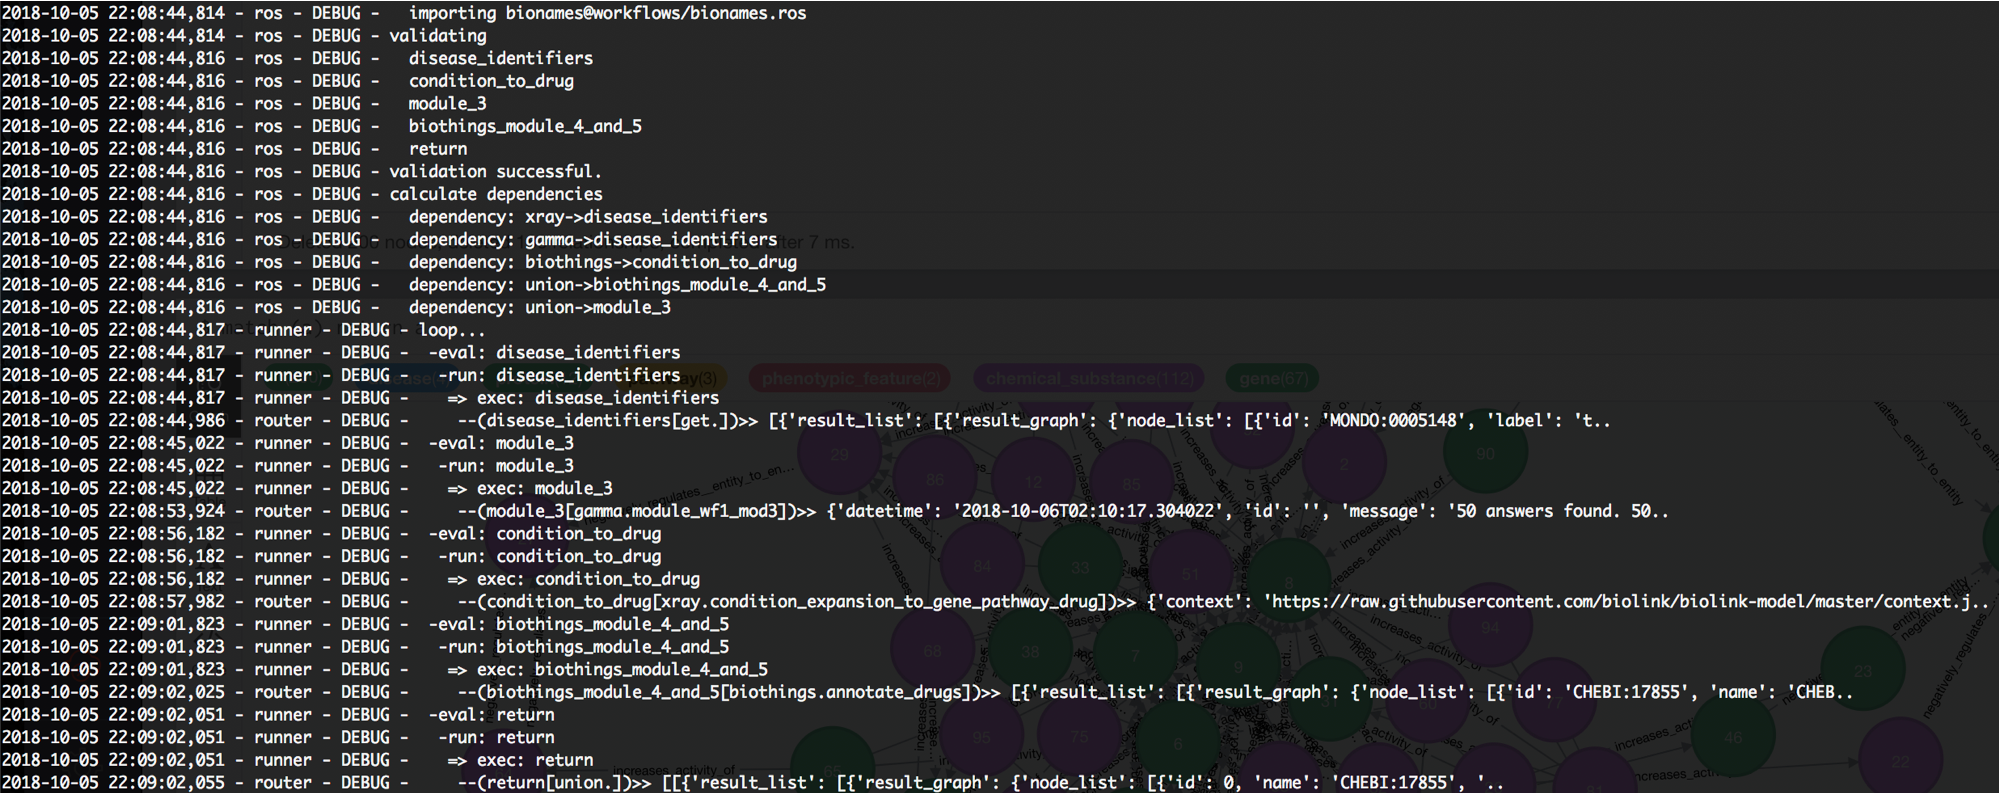 2018-10-05 22:08:44,814 - ros - DEBUG -   importing bionames@workflows/bionames.ros
2018-10-05 22:08:44,814 - ros - DEBUG - validating
2018-10-05 22:08:44,816 - ros - DEBUG -   disease_identifiers
2018-10-05 22:08:44,816 - ros - DEBUG -   condition_to_drug
2018-10-05 22:08:44,816 - ros - DEBUG -   module_3
2018-10-05 22:08:44,816 - ros - DEBUG -   biothings_module_4_and_5
2018-10-05 22:08:44,816 - ros - DEBUG -   return
2018-10-05 22:08:44,816 - ros - DEBUG - validation successful.
2018-10-05 22:08:44,816 - ros - DEBUG - calculate dependencies
2018-10-05 22:08:44,816 - ros - DEBUG -   dependency: xray->disease_identifiers
2018-10-05 22:08:44,816 - ros - DEBUG -   dependency: gamma->disease_identifiers
2018-10-05 22:08:44,816 - ros - DEBUG -   dependency: biothings->condition_to_drug
2018-10-05 22:08:44,816 - ros - DEBUG -   dependency: union->biothings_module_4_and_5
2018-10-05 22:08:44,816 - ros - DEBUG -   dependency: union->module_3
2018-10-05 22:08:44,817 - runner - DEBUG - loop...
2018-10-05 22:08:44,817 - runner - DEBUG -  -eval: disease_identifiers
2018-10-05 22:08:44,817 - runner - DEBUG -   -run: disease_identifiers
phenotypic_feature(2) chemical_substance(112) gene(67)
2018-10-05 22:08:44,817 - runner - DEBUG -    => exec: disease_identifiers
2018-10-05 22:08:44,986 - router - DEBUG -     --(disease_identifiers[get.])>> [{'result_list': [{'result_graph': {'node_list': [{'id': 'MONDO:0005148', 'label': 't..
2018-10-05 22:08:45,022 - runner - DEBUG -  -eval: module_3
2018-10-05 22:08:45,022 - runner - DEBUG -   -run: module_3
2018-10-05 22:08:45,022 - runner - DEBUG -    => exec: module_3
2018-10-05 22:08:53,924 - router - DEBUG -     --(module_3[gamma.module_wf1_mod3])>> {'datetime': '2018-10-06T02:10:17.304022', 'id': '', 'message': '50 answers found. 50..
2018-10-05 22:08:56,182 - runner - DEBUG -  -eval: condition_to_drug
2018-10-05 22:08:56,182 - runner - DEBUG -   -run: condition_to_drug
2018-10-05 22:08:56,182 - runner - DEBUG -    => exec: condition_to_drug
2018-10-05 22:08:57,982 - router - DEBUG -     --(condition_to_drug[xray.condition_expansion_to_gene_pathway_drug])>> {'context': 'https://raw.githubusercontent.com/biolink/biolink-model/master/context.j..
2018-10-05 22:09:01,823 - runner - DEBUG -  -eval: biothings_module_4_and_5
2018-10-05 22:09:01,823 - runner - DEBUG -   -run: biothings_module_4_and_5
2018-10-05 22:09:01,823 - runner - DEBUG -    => exec: biothings_module_4_and_5
2018-10-05 22:09:02,025 - router - DEBUG -     --(biothings_module_4_and_5[biothings.annotate_drugs])>> [{'result_list': [{'result_graph': {'node_list': [{'id': 'CHEBI:17855', 'name': 'CHEB..
2018-10-05 22:09:02,051 - runner - DEBUG -  -eval: return
2018-10-05 22:09:02,051 - runner - DEBUG -   -run: return
2018-10-05 22:09:02,051 - runner - DEBUG -    => exec: return
2018-10-05 22:09:02,055 - router - DEBUG -     --(return[union.])>> [[{'result_list': [{'result_graph': {'node_list': [{'id': 0, 'name': 'CHEBI:17855', '..